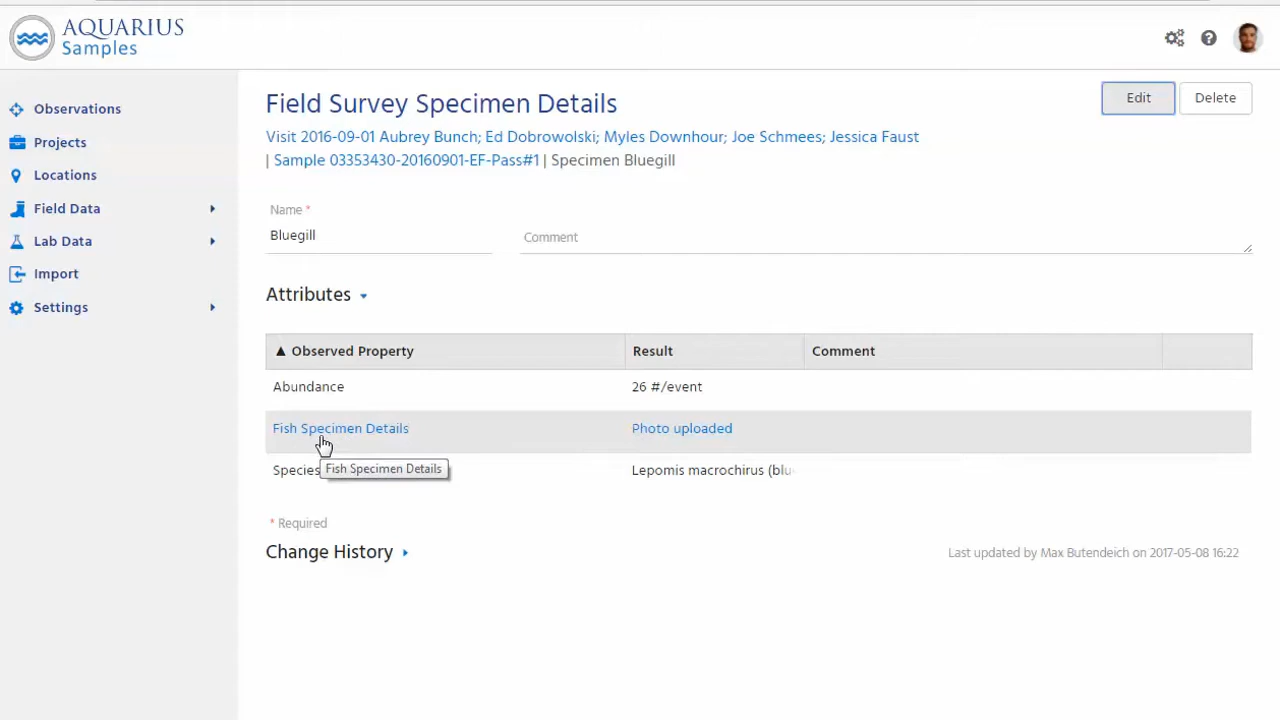 AQUARIUS
Samples
Observations
Projects
Locations
Field Data
Lab Data
Import
Settings
Field Survey Specimen Details
Edit
Delete
Visit 2016-09-01 Aubrey Bunch; Ed Dobrowolski; Myles Downhour; Joe Schmees; Jessica Faust
| Sample 03353430-20160901-EF-Pass#1 | Specimen Bluegill
Name *
Bluegill
Comment
Attributes
▲ Observed Property Result Comment
Abundance 26 #/event
Fish Specimen Details Photo uploaded
Fish Specimen Details
Species Lepomis macrochirus (blu
* Required
Change History
Last updated by Max Butendeich on 2017-05-08 16:22